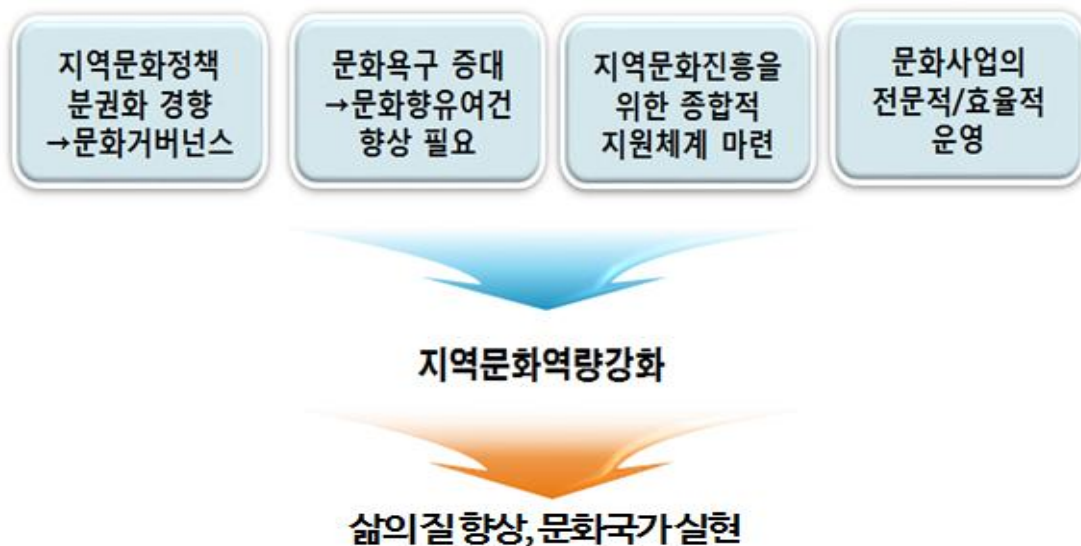 지역문화정책
분권화 경향
→문화거버넌스
문화욕구 증대
→문화향유여건
향상 필요
지역문화진흥을
위한 종합적
지원체계 마련
문화사업의
전문적/효율적
운영
지역문화역량강화
삶의 질 향상, 문화국가 실현